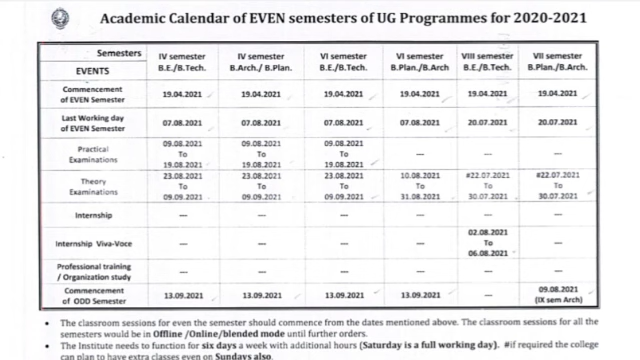 Academic Calendar of EVEN semesters of UG Programmes for 2020-2021
Semesters
EVENTS
IV semester
B.E./B.Tech.
IV semester
B.Arch./ B.Plan.
VI semester
B.E./B.Tech.
VI semester
B.Plan./B.Arch
VIII semester
B.E./B.Tech.
VII semester
B.Plan./B.Arch.
Commencement
of EVEN Semester
19.04.2021
19.04.2021
19.04.2021
19.04.2021
19.04.2021
19.04.2021
Last Working day
of EVEN Semester
07.08.2021
07.08.2021
07.08.2021
07.08.2021
20.07.2021
20.07.2021
Practical
Examinations
09.08.2021
To
19.08.2021
09.08.2021
To
19.08.2021
09.08.2021
To
19.08.2021
---
---
---
Theory
Examinations
23.08.2021
To
09.09.2021
23.08.2021
To
09.09.2021
23.08.2021
To
09.09.2021
10.08.2021
To
31.08.2021
#22.07.2021
To
30.07.2021
#22.07.2021
To
30.07.2021
Internship
---
---
---
---
---
---
Internship Viva-Voce
---
---
---
---
02.08.2021
To
06.08.2021
---
Professional training
/ Organization study
---
---
---
---
---
---
Commencement
of ODD Semester
13.09.2021
13.09.2021
13.09.2021
13.09.2021
---
09.08.2021
(IX sem Arch)
• The classroom sessions for even the semester should commence from the dates mentioned above. The classroom sessions for all the
semesters would be in Offline /Online/blended mode until further orders.
• The Institute needs to function for six days a week with additional hours (Saturday is a full working day). #if required the college
can plan to have extra classes even on Sundays also.